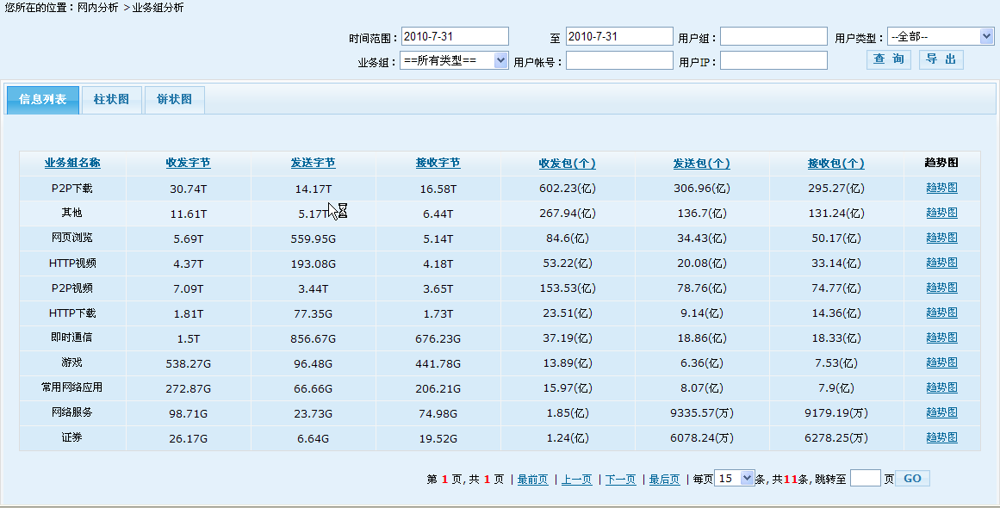 您所在的位置：网内分析 >业务组分析
时间范围： 2010-7-31 至 2010-7-31 用户组： 用户类型： --全部--
业务组： ==所有类型== 用户帐号： 用户IP： 查 询 导 出
信息列表 柱状图 饼状图
业务组名称 收发字节 发送字节 接收字节 收发包(个) 发送包(个) 接收包(个) 趋势图
P2P下载 30.74T 14.17T 16.58T 602.23(亿) 306.96(亿) 295.27(亿) 趋势图
其他 11.61T 5.17T 6.44T 267.94(亿) 136.7(亿) 131.24(亿) 趋势图
网页浏览 5.69T 559.95G 5.14T 84.6(亿) 34.43(亿) 50.17(亿) 趋势图
HTTP视频 4.37T 193.08G 4.18T 53.22(亿) 20.08(亿) 33.14(亿) 趋势图
P2P视频 7.09T 3.44T 3.65T 153.53(亿) 78.76(亿) 74.77(亿) 趋势图
HTTP下载 1.81T 77.35G 1.73T 23.51(亿) 9.14(亿) 14.36(亿) 趋势图
即时通信 1.5T 856.67G 676.23G 37.19(亿) 18.86(亿) 18.33(亿) 趋势图
游戏 538.27G 96.48G 441.78G 13.89(亿) 6.36(亿) 7.53(亿) 趋势图
常用网络应用 272.87G 66.66G 206.21G 15.97(亿) 8.07(亿) 7.9(亿) 趋势图
网络服务 98.71G 23.73G 74.98G 1.85(亿) 9335.57(万) 9179.19(万) 趋势图
证券 26.17G 6.64G 19.52G 1.24(亿) 6078.24(万) 6278.25(万) 趋势图
第 1 页, 共 1 页 | 最前页 | 上一页 | 下一页 | 最后页 | 每页 15 条, 共11条, 跳转至 页 GO